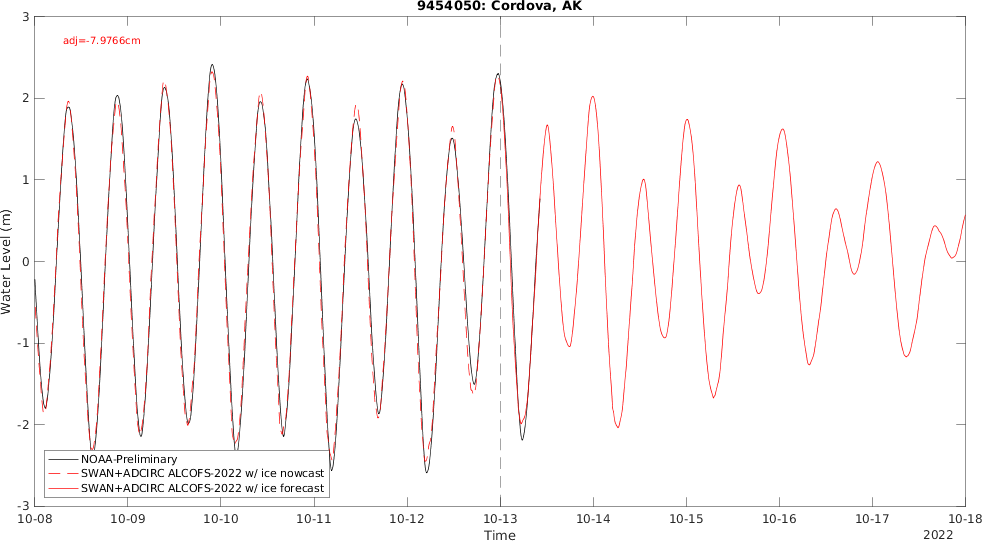 9454050: Cordova, AK
adj=-7.9766cm
3
2
1
0
-1
-2
-3
Water Level (m)
NOAA-Preliminary
SWAN+ADCIRC ALCOFS-2022 w/ ice nowcast
SWAN+ADCIRC ALCOFS-2022 w/ ice forecast
10-08 10-09 10-10 10-11 10-12 10-13 10-14 10-15 10-16 10-17 10-18
Time
2022